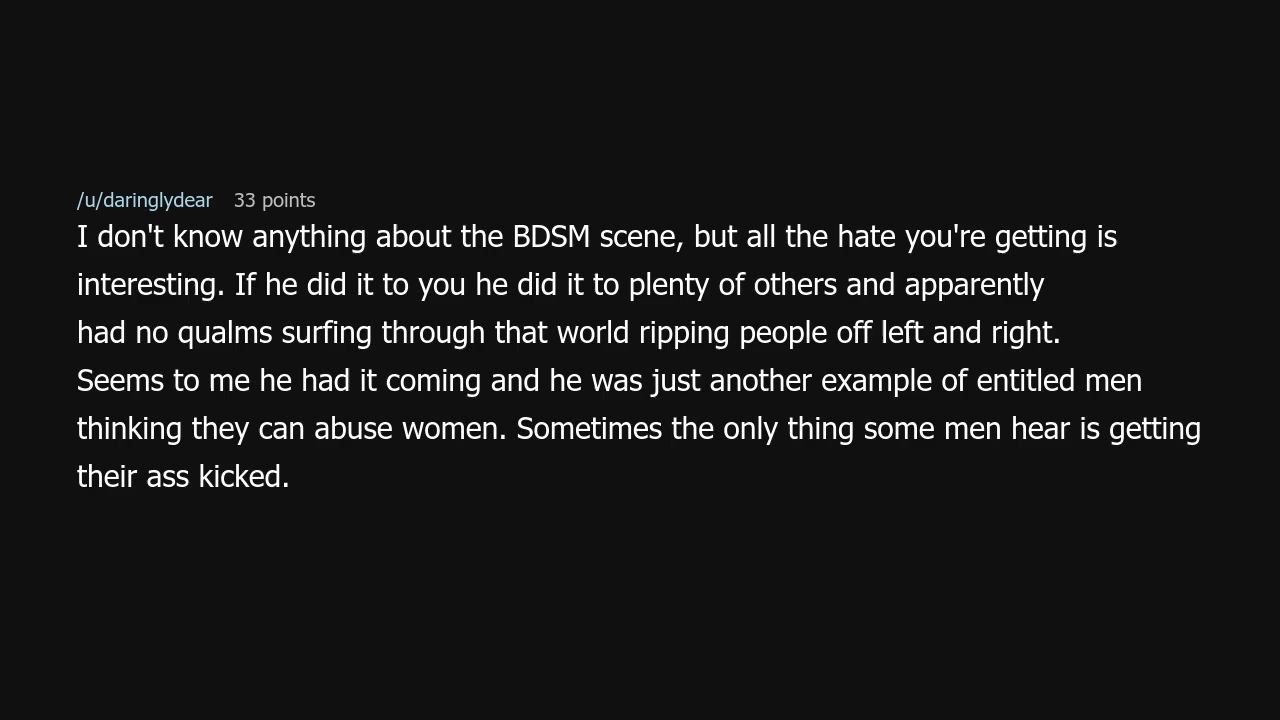 /u/daringlydear 33 points
I don't know anything about the BDSM scene, but all the hate you're getting is
interesting. If he did it to you he did it to plenty of others and apparently
had no qualms surfing through that world ripping people off left and right.
Seems to me he had it coming and he was just another example of entitled men
thinking they can abuse women. Sometimes the only thing some men hear is getting
their ass kicked.